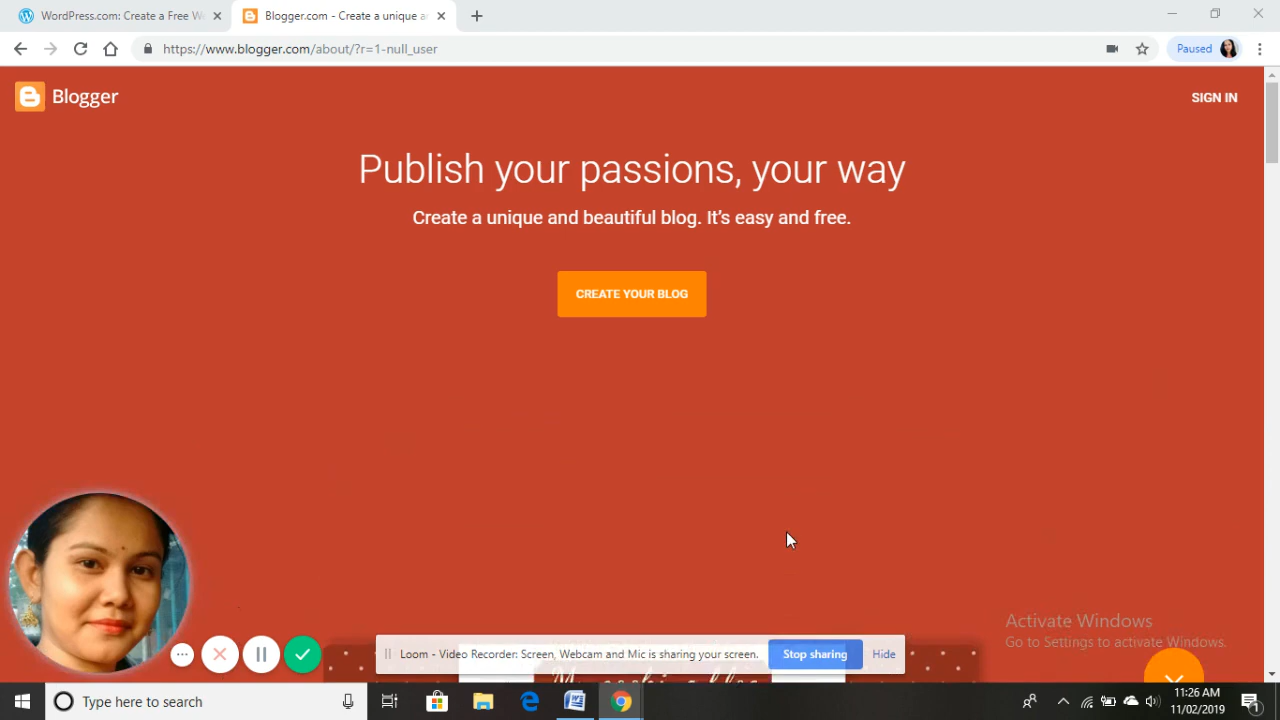 WordPress.com: Create a Free We
Blogger.com - Create a unique a
https://www.blogger.com/about/?r=1-null_user
Paused
Blogger
SIGN IN
Publish your passions, your way
Create a unique and beautiful blog. It's easy and free.
CREATE YOUR BLOG
Activate Windows
Go to Settings to activate Windows.
Loom - Video Recorder: Screen, Webcam and Mic is sharing your screen.
Stop sharing
Hide
Type here to search
11:26 AM
11/02/2019
1